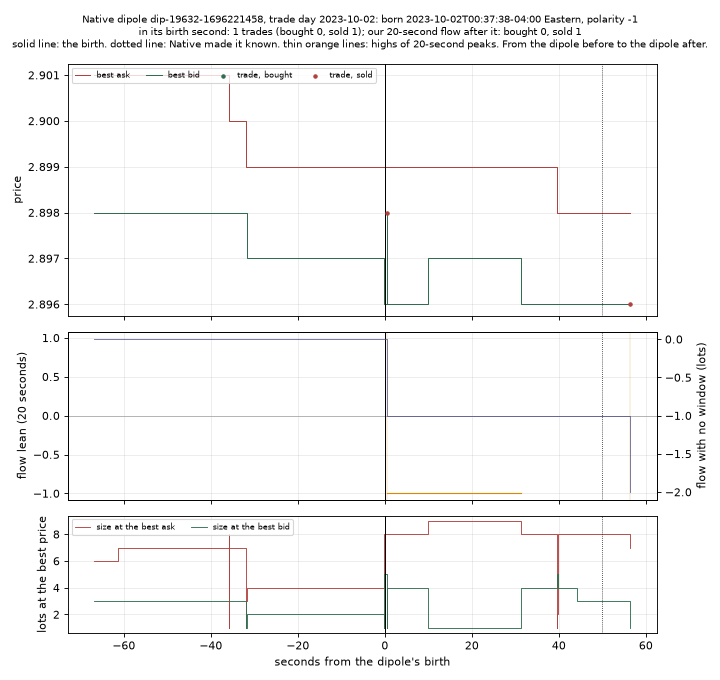 Native dipole dip-19632-1696221458, trade day 2023-10-02: born 2023-10-02T00:37:38-04:00 Eastern, polarity -1
in its birth second: 1 trades (bought 0, sold 1); our 20-second flow after it: bought 0, sold 1
solid line: the birth. dotted line: Native made it known. thin orange lines: highs of 20-second peaks. From the dipole before to the dipole after.
best ask
best bid
trade, bought
trade, sold
2.901
2.900
2.899
2.898
2.897
2.896
price
1.0
0.5
0.0
−0.5
−1.0
flow lean (20 seconds)
0.0
−0.5
−1.0
−1.5
−2.0
flow with no window (lots)
size at the best ask
size at the best bid
8
6
4
2
lots at the best price
−60
−40
−20
0
20
40
60
seconds from the dipole's birth